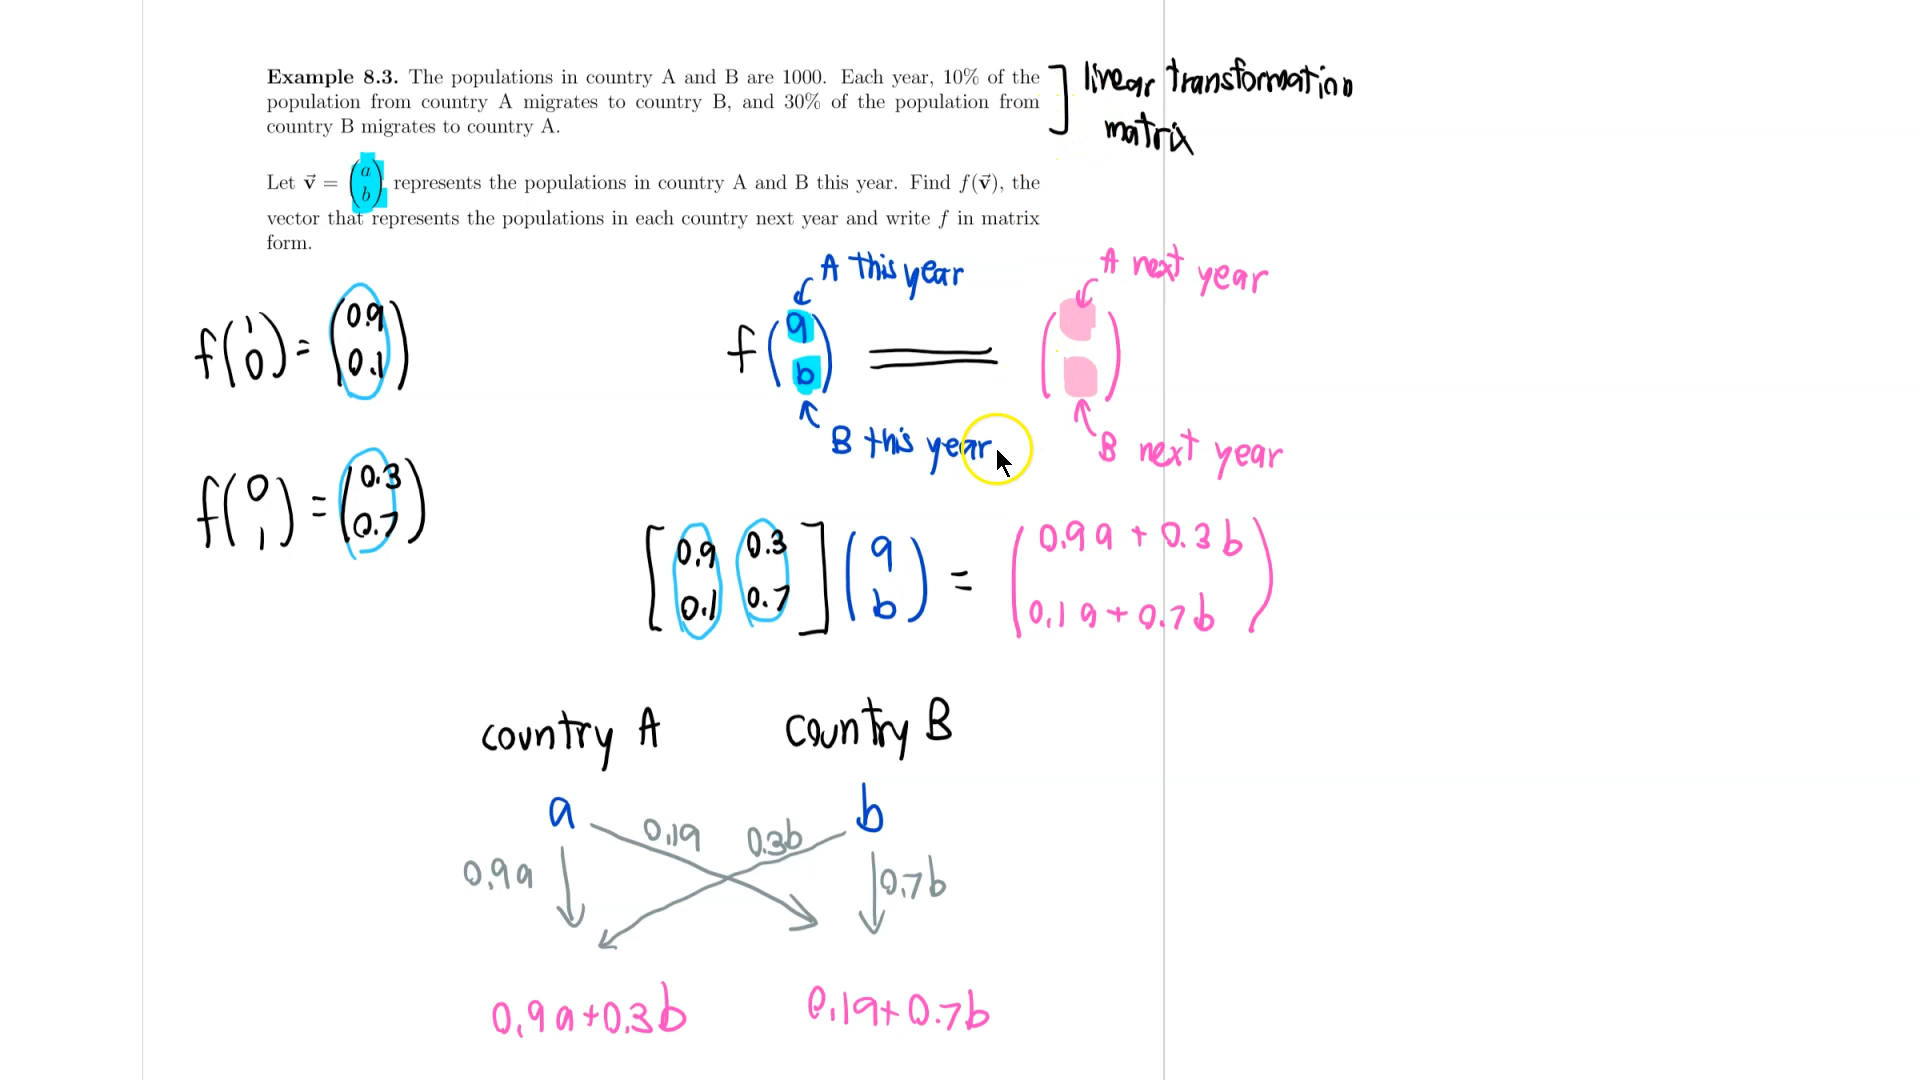 Example 8.3. The populations in country A and B are 1000. Each year, 10% of the
population from country A migrates to country B, and 30% of the population from
country B migrates to country A.
linear transformation
matrix
Let v⃗ = (a b) represents the populations in country A and B this year. Find f(v⃗), the
vector that represents the populations in each country next year and write f in matrix
form.
A this year
A next year
f(1 0) = (0.9 0.1)
f(a b) = ( )
B this year
B next year
f(0 1) = (0.3 0.7)
[0.9 0.3
0.1 0.7] (a b) = (0.9a + 0.3b
0.1a + 0.7b)
country A country B
a b
0.1a 0.3b
0.9a 0.7b
0.9a+0.3b 0.1a+0.7b